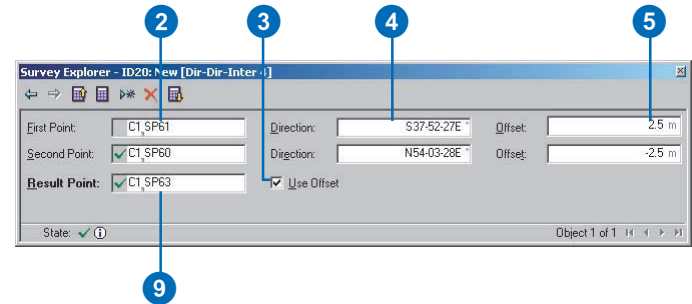 2 3 4 5
Survey Explorer - ID20: New [Dir-Dir-Inter 4]
First Point: C1_SP61 Direction: S37-52-27E ° Offset: 2.5 m
Second Point: C1_SP60 Direction: N54-03-28E ° Offset: -2.5 m
Result Point: C1_SP63 Use Offset
State: Object 1 of 1
9